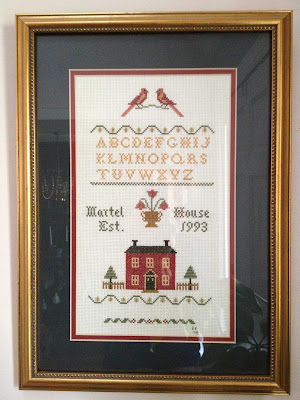 ABCDEFGHIJ
KLMNOPQRS
TUVWXYZ
Martel House
Est. 1993